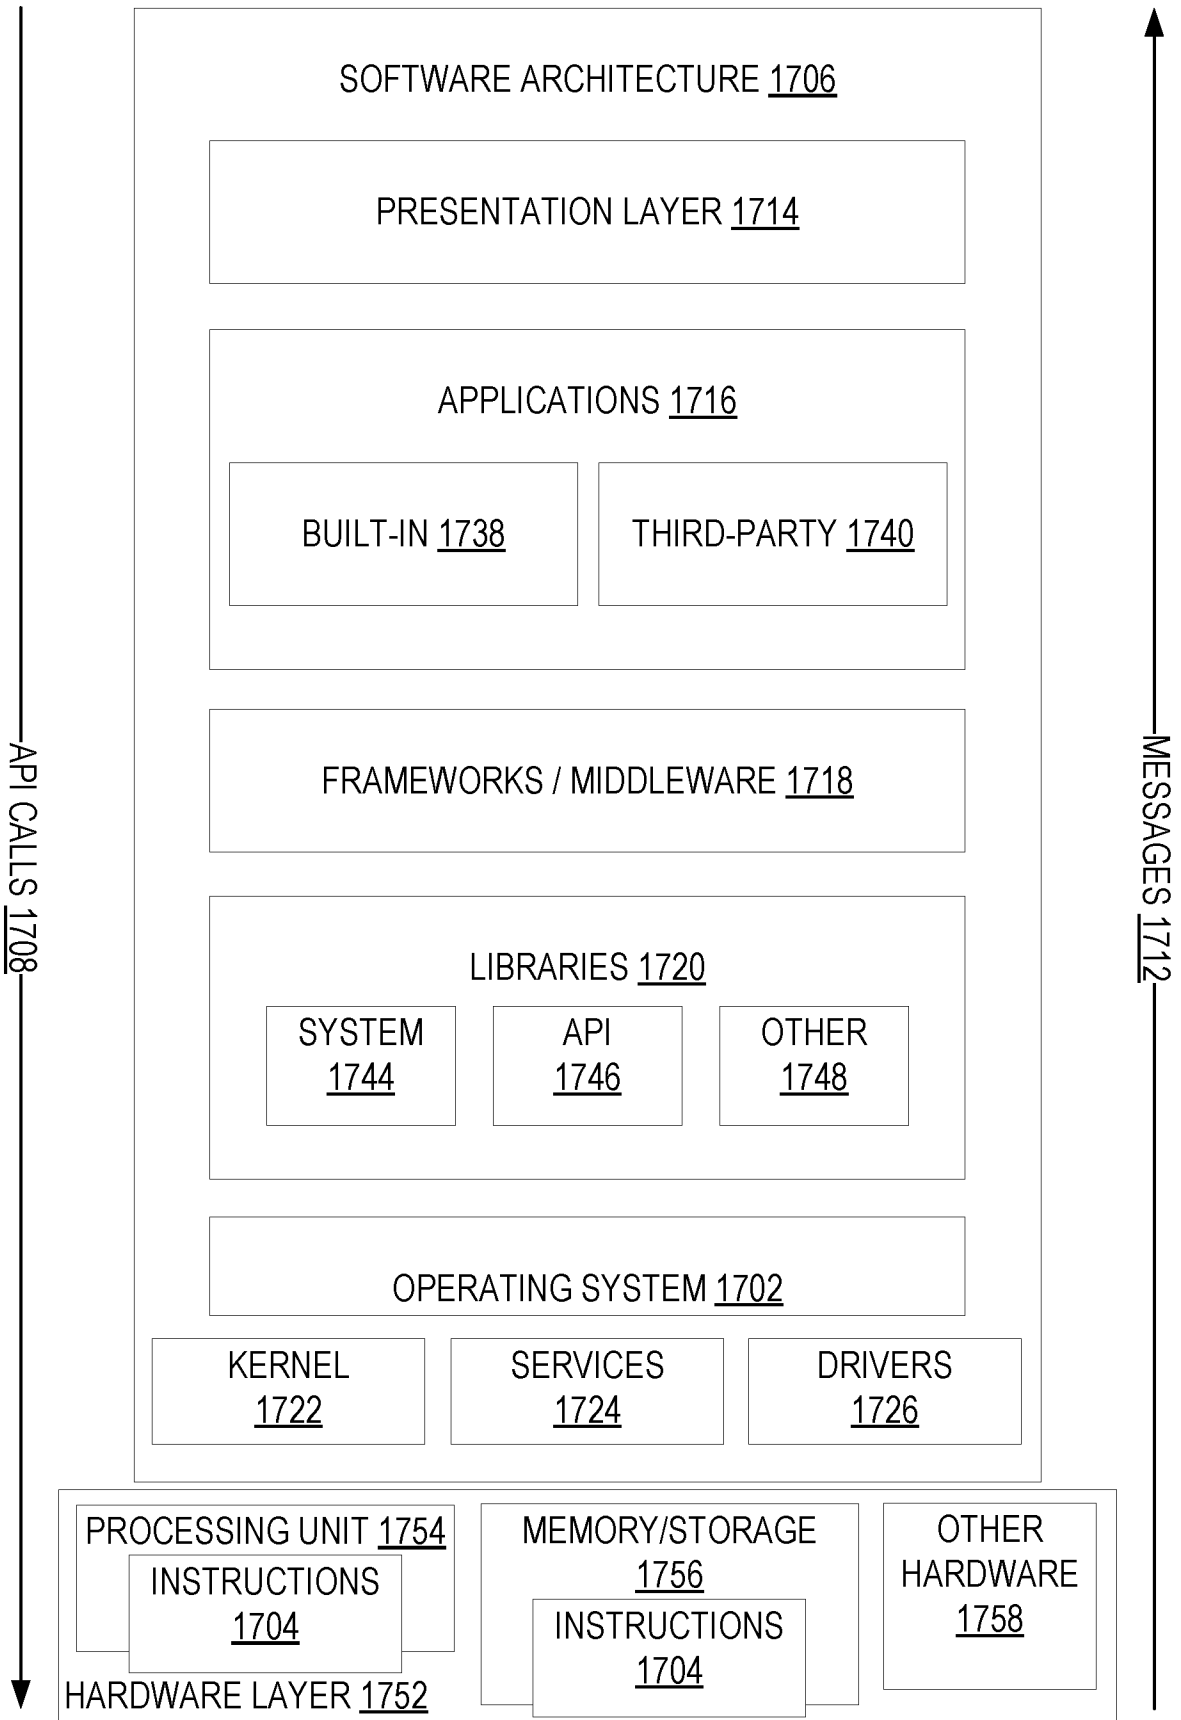 SOFTWARE ARCHITECTURE 1706
PRESENTATION LAYER 1714
APPLICATIONS 1716
BUILT-IN 1738
THIRD-PARTY 1740
FRAMEWORKS / MIDDLEWARE 1718
LIBRARIES 1720
SYSTEM
1744
API
1746
OTHER
1748
OPERATING SYSTEM 1702
KERNEL
1722
SERVICES
1724
DRIVERS
1726
PROCESSING UNIT 1754
INSTRUCTIONS
1704
MEMORY/STORAGE
1756
INSTRUCTIONS
1704
OTHER
HARDWARE
1758
HARDWARE LAYER 1752
API CALLS 1708
MESSAGES 1712